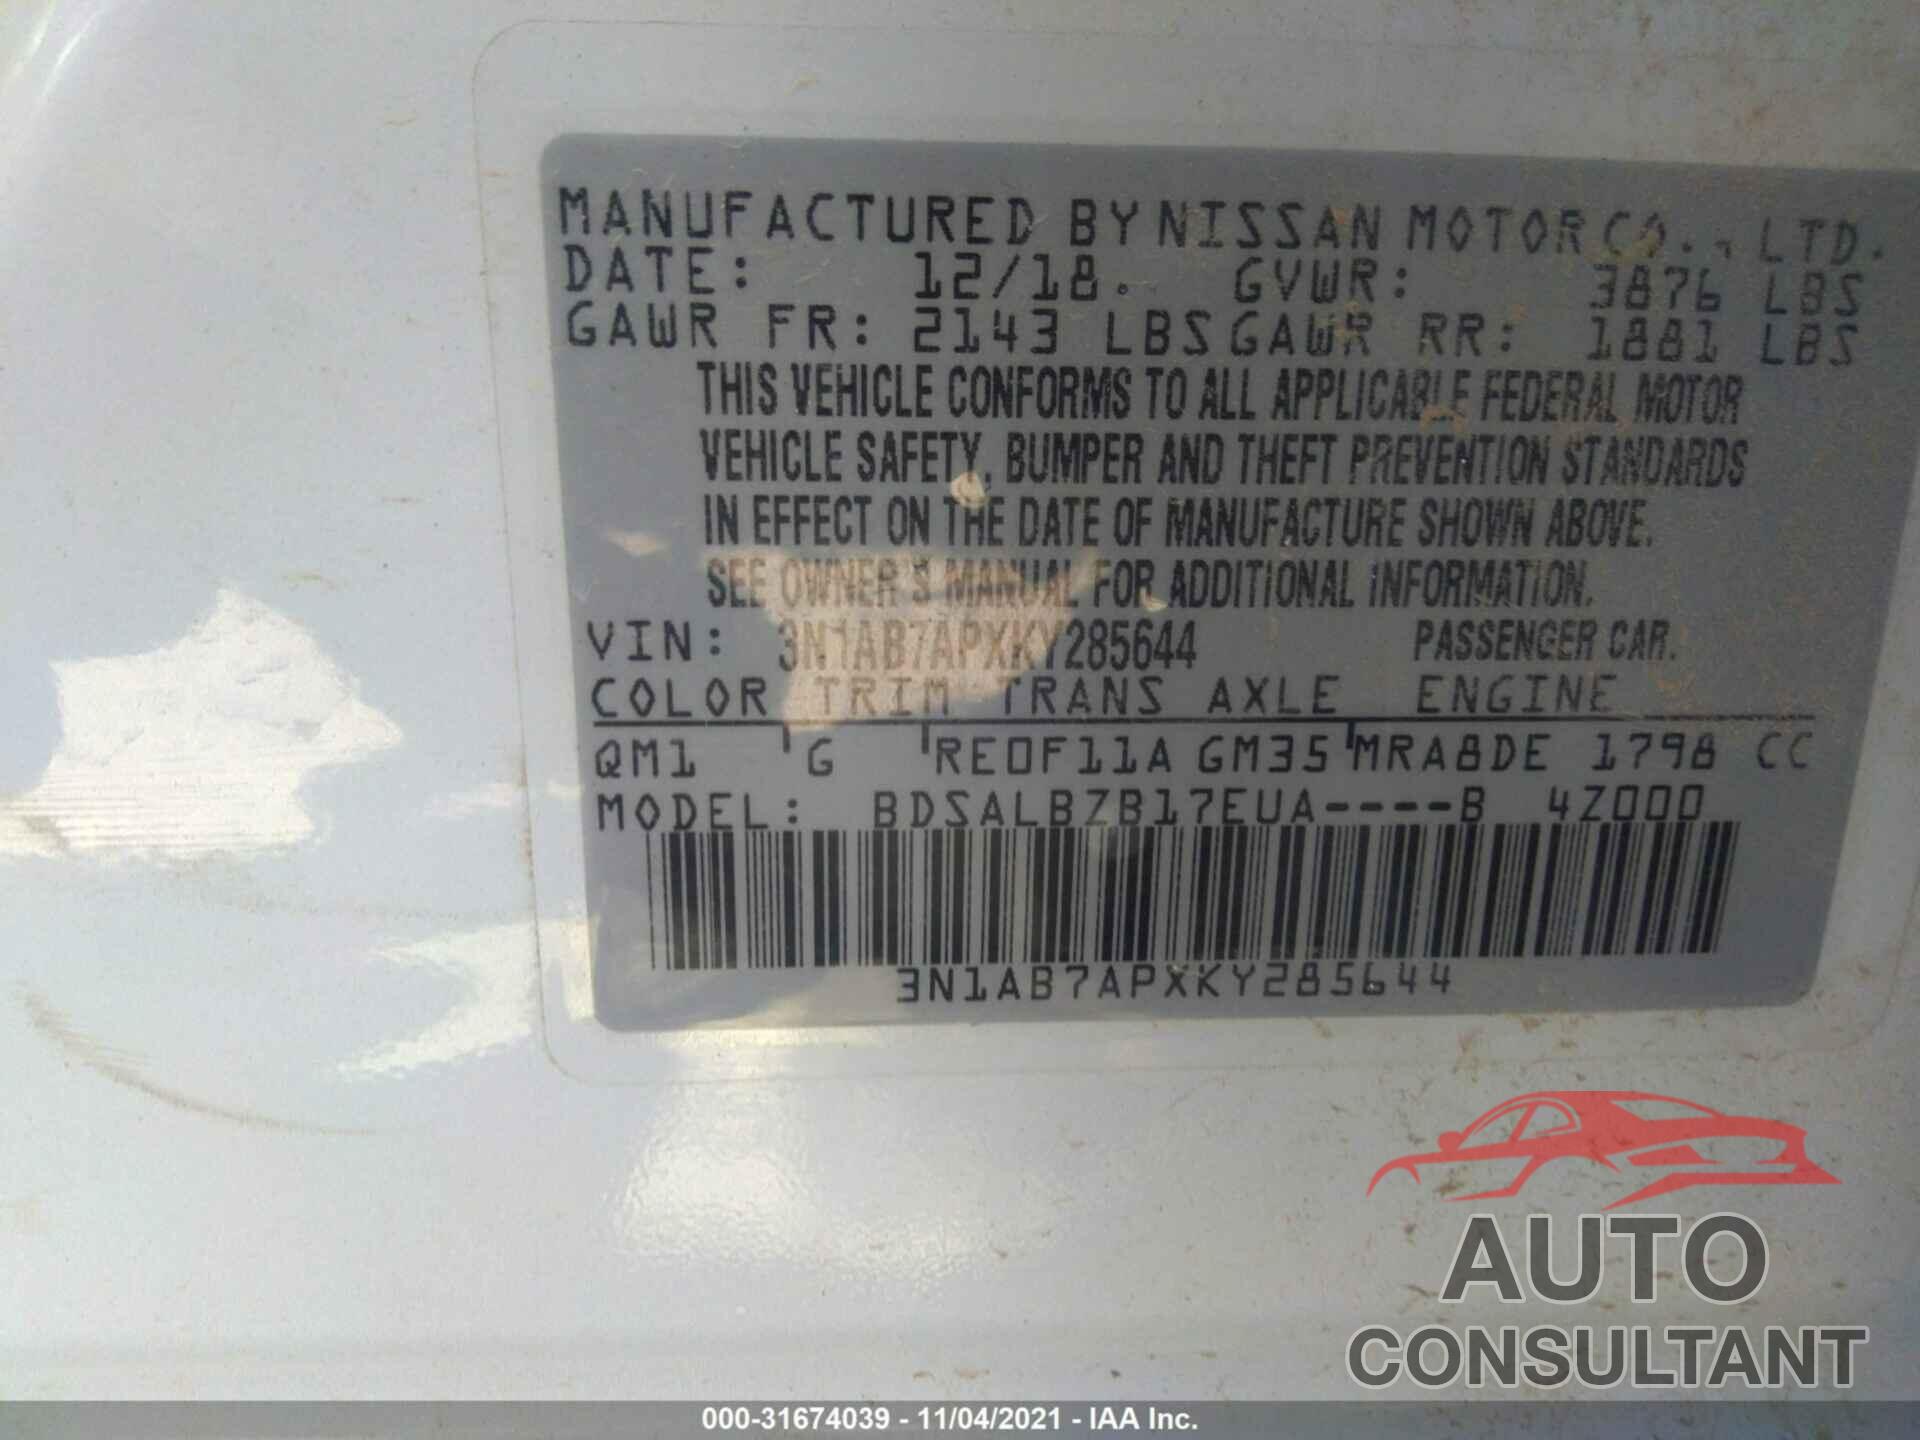 MANUFACTURED BY NISSAN MOTOR CO., LTD.
DATE: 12/18. GVWR: 3876 LBS
GAWR FR: 2143 LBS GAWR RR: 1881 LBS
THIS VEHICLE CONFORMS TO ALL APPLICABLE FEDERAL MOTOR
VEHICLE SAFETY, BUMPER AND THEFT PREVENTION STANDARDS
IN EFFECT ON THE DATE OF MANUFACTURE SHOWN ABOVE.
SEE OWNER'S MANUAL FOR ADDITIONAL INFORMATION.
VIN: 3N1AB7APXKY285644 PASSENGER CAR.
COLOR TRIM TRANS AXLE ENGINE
QM1 G RE0F11A GM35 MRA8DE 1798 CC
MODEL: BDSALBZB17EUA----B 4Z000
3N1AB7APXKY285644
AUTO
CONSULTANT
000-31674039 - 11/04/2021 - IAA Inc.